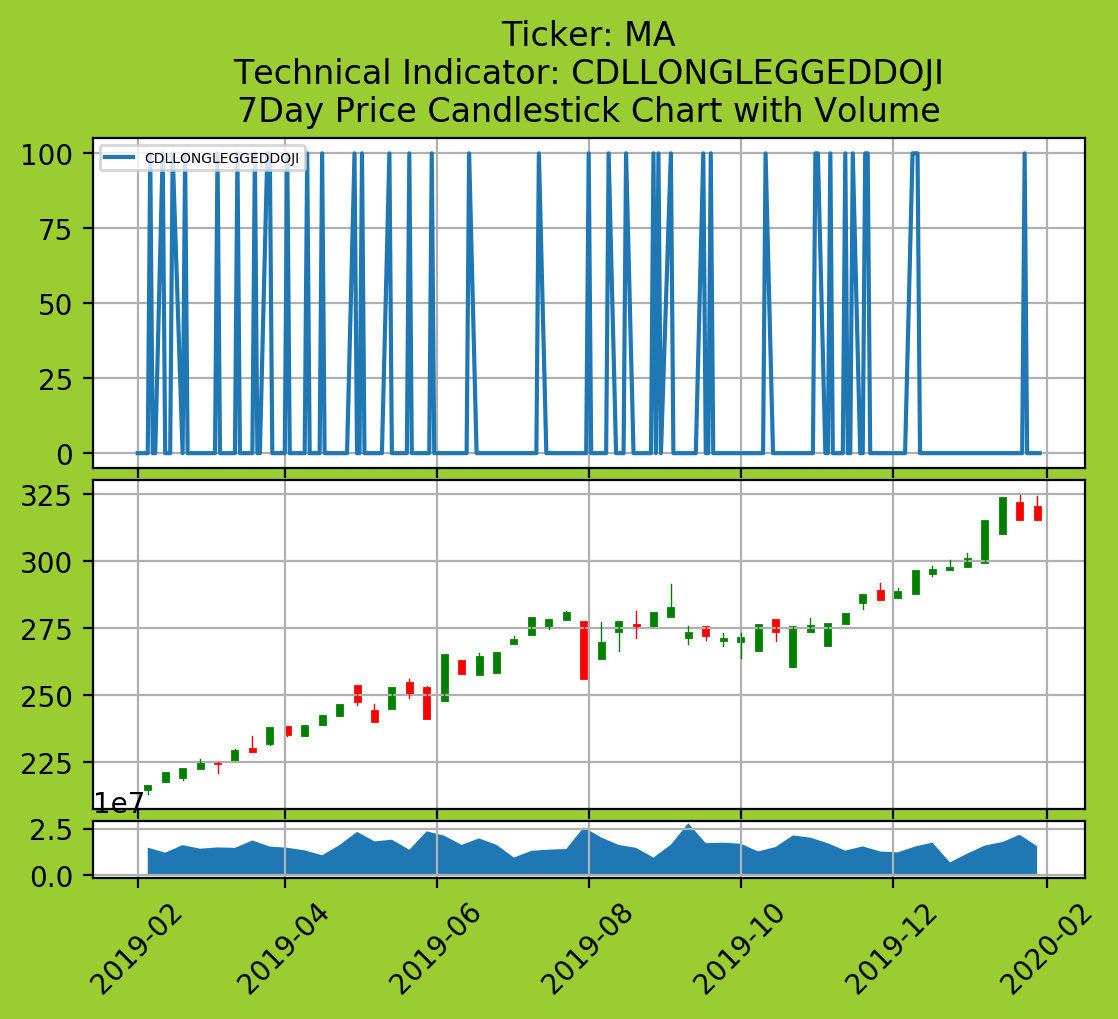 Ticker: MA
Technical Indicator: CDLLONGLEGGEDDOJI
7Day Price Candlestick Chart with Volume
CDLLONGLEGGEDDOJI
100
75
50
25
0
325
300
275
250
225
1e7
2.5
0.0
2019-02 2019-04 2019-06 2019-08 2019-10 2019-12 2020-02